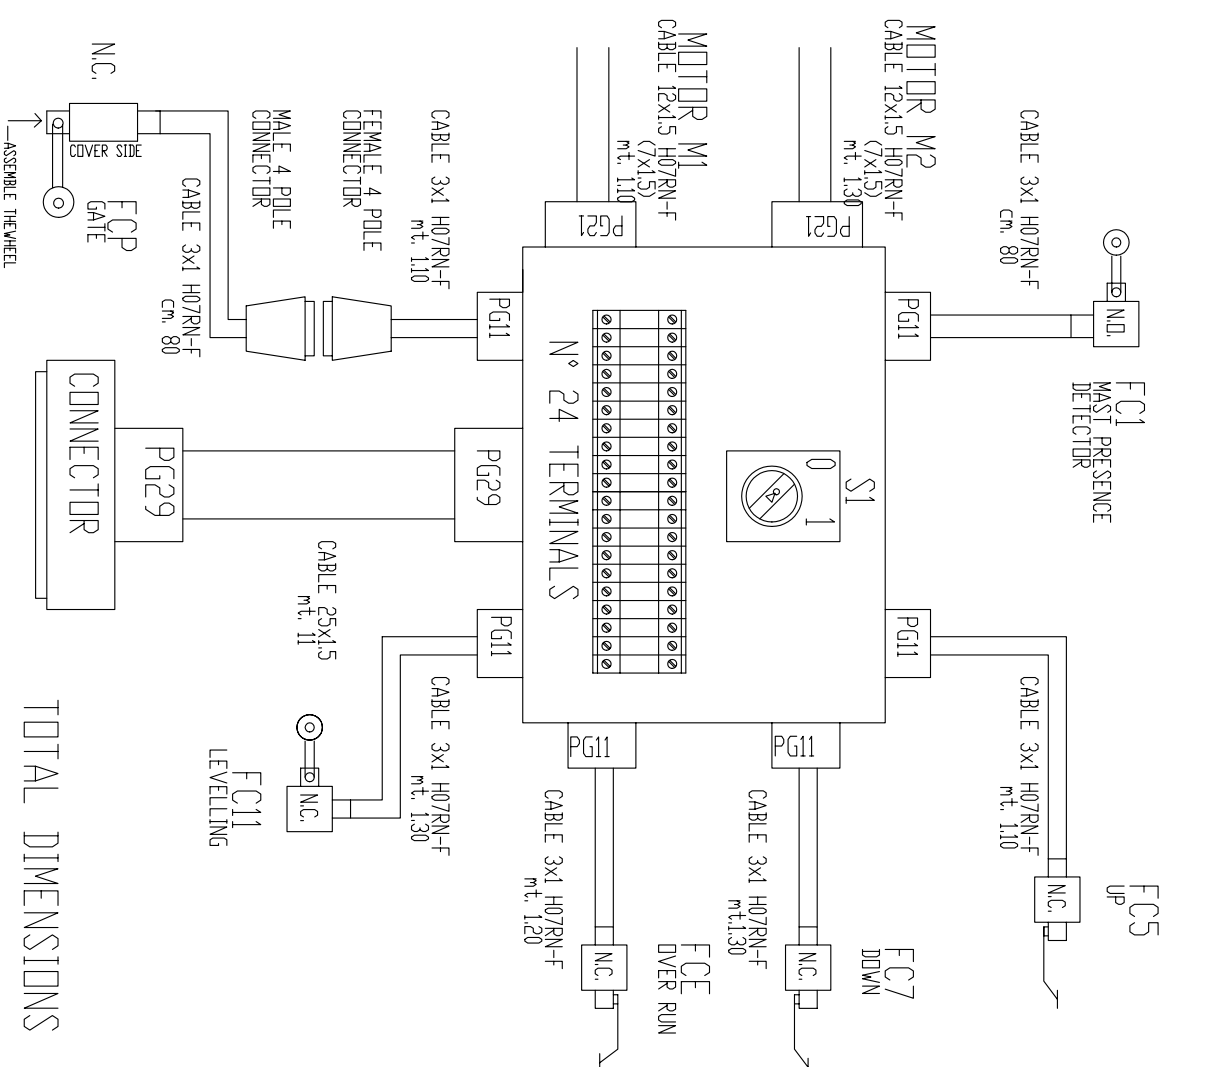 MOTOR M2
CABLE 12x1,5 H07RN-F
(7x1,5)
mt. 1.30
MOTOR M1
CABLE 12x1,5 H07RN-F
(7x1,5)
mt. 1.10
PG21
PG21
CABLE 3x1 H07RN-F
cm. 80
N.O.
FC1
MAST PRESENCE
DETECTOR
PG11
CABLE 3x1 H07RN-F
mt. 1.10
PG11
FEMALE 4 POLE
CONNECTOR
MALE 4 POLE
CONNECTOR
N.C.
COVER SIDE
FCP
GATE
ASSEMBLE THEWHEEL
CABLE 3x1 H07RN-F
cm. 80
S1
0
1
N° 24 TERMINALS
PG29
PG29
CONNECTOR
CABLE 25x1,5
mt. 11
PG11
CABLE 3x1 H07RN-F
mt. 1.10
N.C.
FC5
UP
PG11
CABLE 3x1 H07RN-F
mt. 1.30
N.C.
FC11
LEVELLING
PG11
CABLE 3x1 H07RN-F
mt.1.30
N.C.
FC7
DOWN
PG11
CABLE 3x1 H07RN-F
mt. 1.20
N.C.
FCE
OVER RUN
TOTAL DIMENSIONS